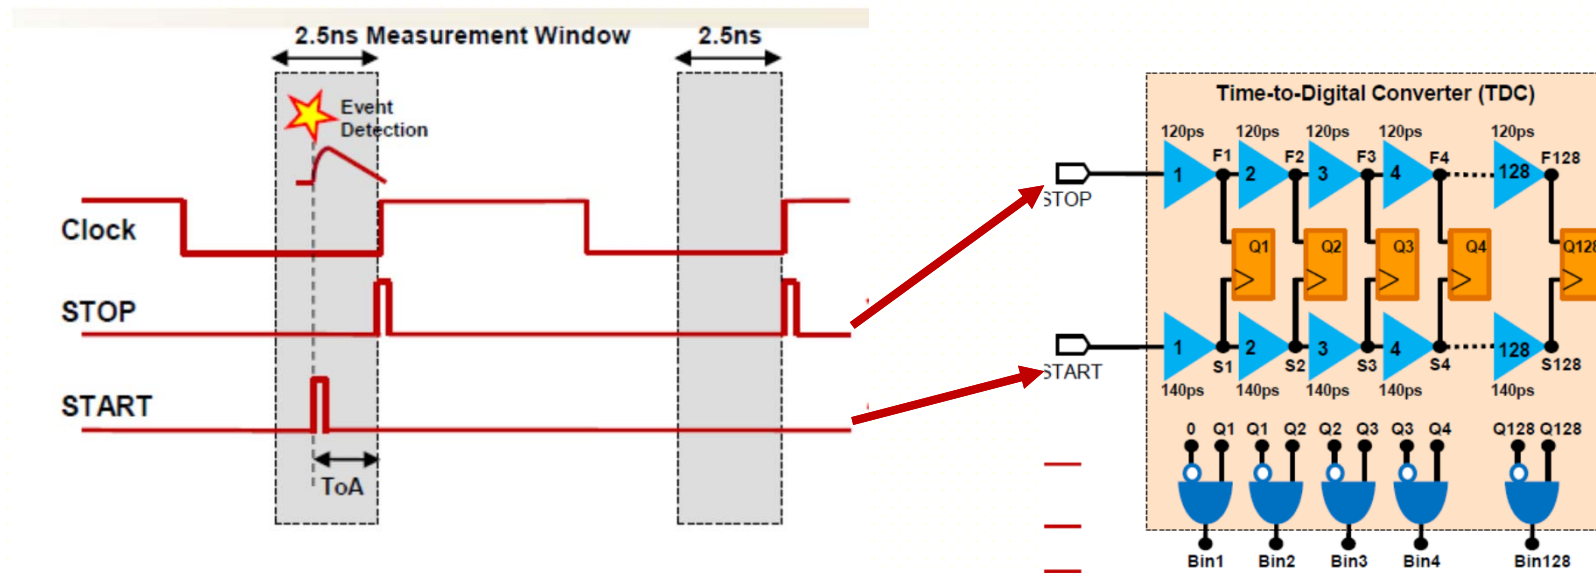 2.5ns Measurement Window
2.5ns
Event
Detection
Clock
STOP
START
ToA
STOP
START
Time-to-Digital Converter (TDC)
120ps 120ps 120ps 120ps 120ps
1 F1 2 F2 3 F3 4 F4 128 F128
Q1 Q2 Q3 Q4 Q128
1 S1 2 S2 3 S3 4 S4 128 S128
140ps 140ps 140ps 140ps 140ps
0 Q1 Q1 Q2 Q2 Q3 Q3 Q4 Q128 Q128
Bin1 Bin2 Bin3 Bin4 Bin128